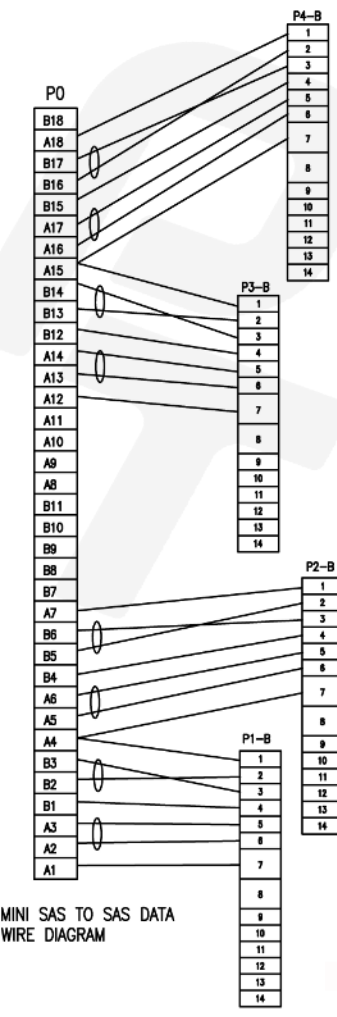 P4-B
1
2
3
4
5
6
7
8
9
10
11
12
13
14
P0
B18
A18
B17
B16
B15
A17
A16
A15
B14
B13
B12
A14
A13
A12
A11
A10
A9
A8
B11
B10
B9
B8
B7
A7
B6
B5
B4
A6
A5
A4
B3
B2
B1
A3
A2
A1
P3-B
1
2
3
4
5
6
7
8
9
10
11
12
13
14
P2-B
1
2
3
4
5
6
7
8
9
10
11
12
13
14
P1-B
1
2
3
4
5
6
7
8
9
10
11
12
13
14
MINI SAS TO SAS DATA
WIRE DIAGRAM